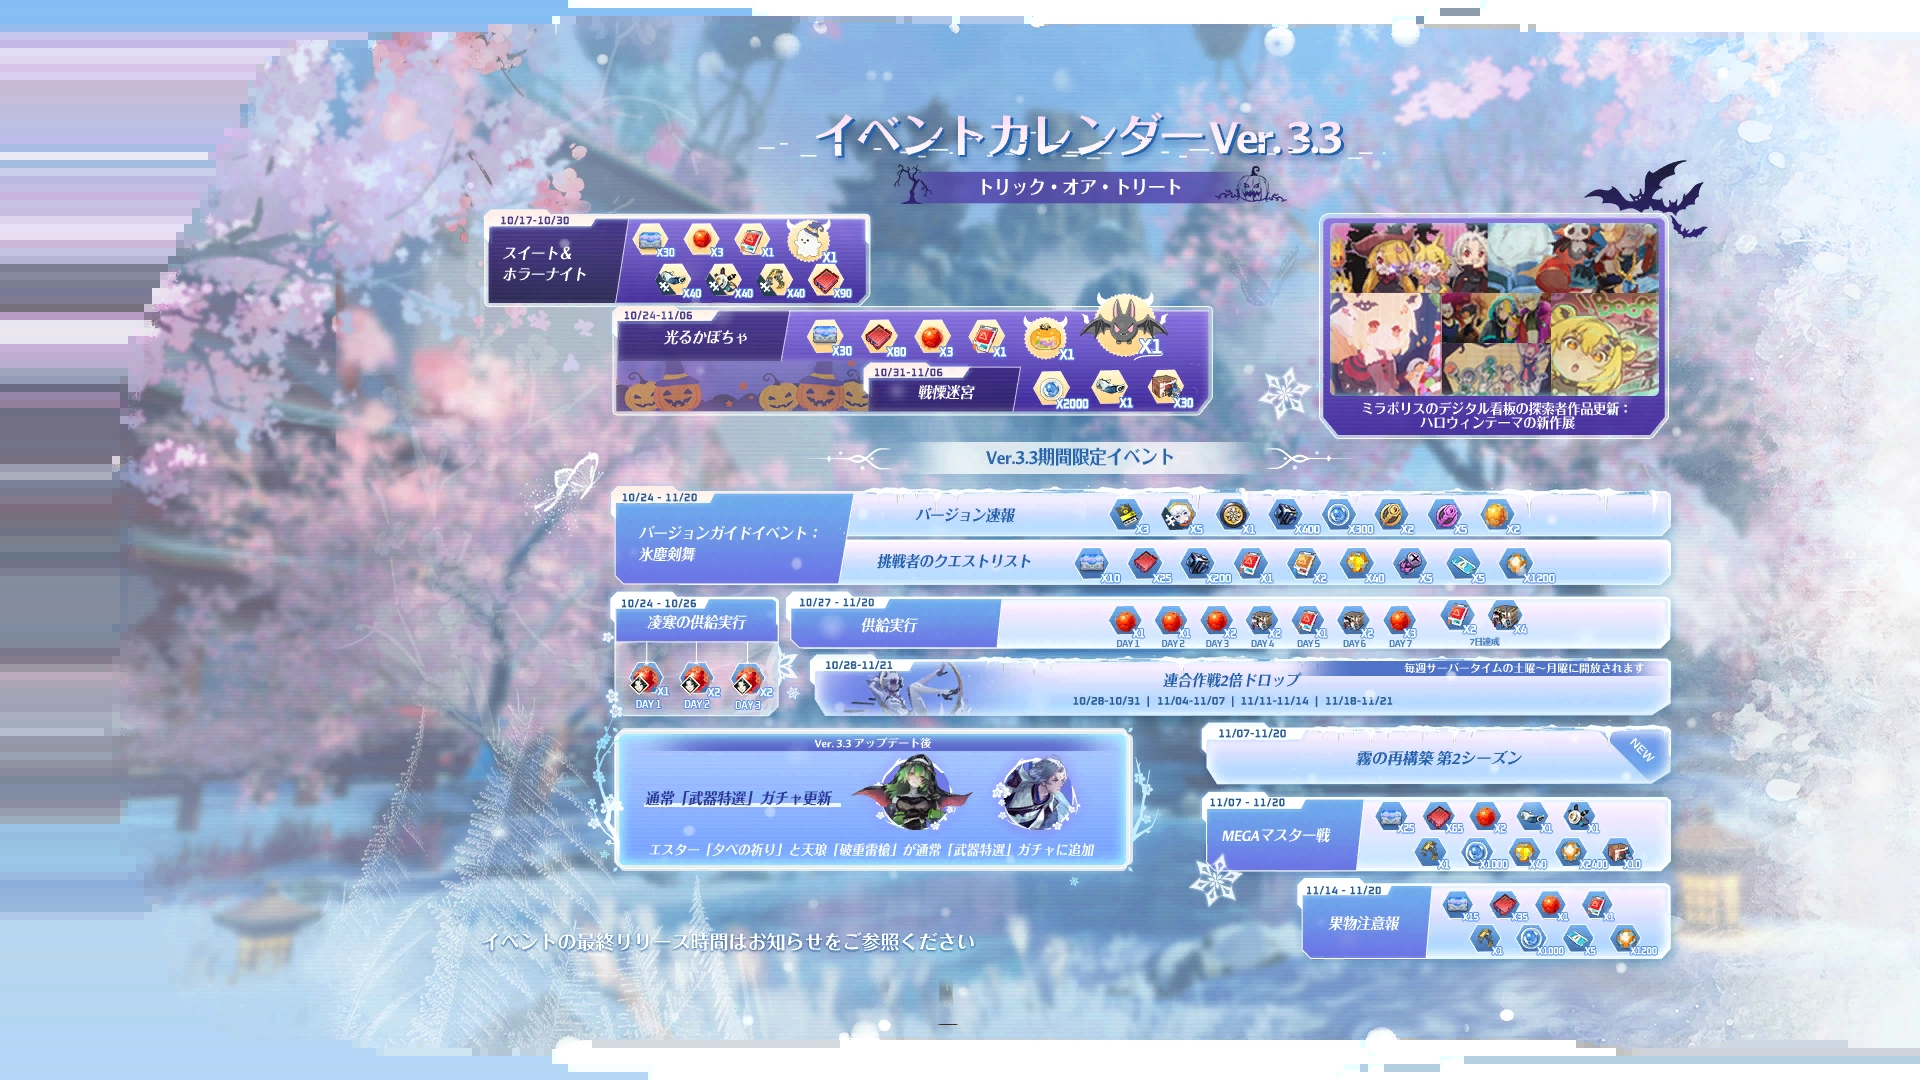 イベントカレンダーVer.3.3
トリック・オア・トリート
10/17-10/30
スイート&
ホラーナイト
X30 X3 X1 X1
X40 X40 X40 X90
10/24-11/06
光るかぼちゃ
X30 X80 X3 X1 X1 X1
10/31-11/06
戦慄迷宮
X2000 X1 X30
ミラポリスのデジタル看板の探索者作品更新：
ハロウィンテーマの新作展
Ver.3.3期間限定イベント
10/24 - 11/20
バージョンガイドイベント：
氷塵剣舞
バージョン速報
X3 X5 X1 X400 X300 X2 X5 X2
挑戦者のクエストリスト
X10 X25 X200 X1 X2 X40 X5 X5 X1200
10/24 - 10/26
凌寒の供給実行
X1 X2 X2
DAY1 DAY2 DAY3
10/27 - 11/20
供給実行
X1 X1 X2 X2 X1 X2 X3 X2 X4
DAY1 DAY2 DAY3 DAY4 DAY5 DAY6 DAY7 7日達成
10/28-11/21
毎週サーバータイムの土曜～月曜に開放されます
連合作戦2倍ドロップ
10/28-10/31 | 11/04-11/07 | 11/11-11/14 | 11/18-11/21
Ver. 3.3 アップデート後
通常「武器特選」ガチャ更新
エスター「夕べの祈り」と天琅「破重雷槍」が通常「武器特選」ガチャに追加
11/07-11/20
霧の再構築 第2シーズン
NEW
11/07 - 11/20
MEGAマスター戦
X25 X65 X2 X1 X1
X1 X1000 X40 X2400 X10
11/14 - 11/20
果物注意報
X15 X35 X1 X1
X1 X1000 X5 X1200
イベントの最終リリース時間はお知らせをご参照ください